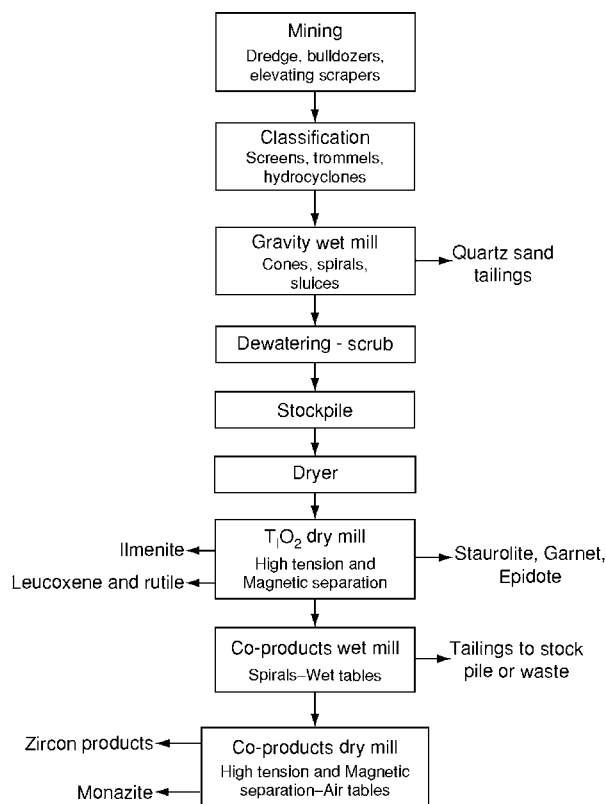 Mining
Dredge, bulldozers,
elevating scrapers
Classification
Screens, trommels,
hydrocyclones
Gravity wet mill
Cones, spirals,
sluices
Quartz sand
tailings
Dewatering - scrub
Stockpile
Dryer
TIO2 dry mill
High tension and
Magnetic separation
Ilmenite
Leucoxene and rutile
Staurolite, Garnet,
Epidote
Co-products wet mill
Spirals–Wet tables
Tailings to stock
pile or waste
Co-products dry mill
High tension and Magnetic
separation–Air tables
Zircon products
Monazite